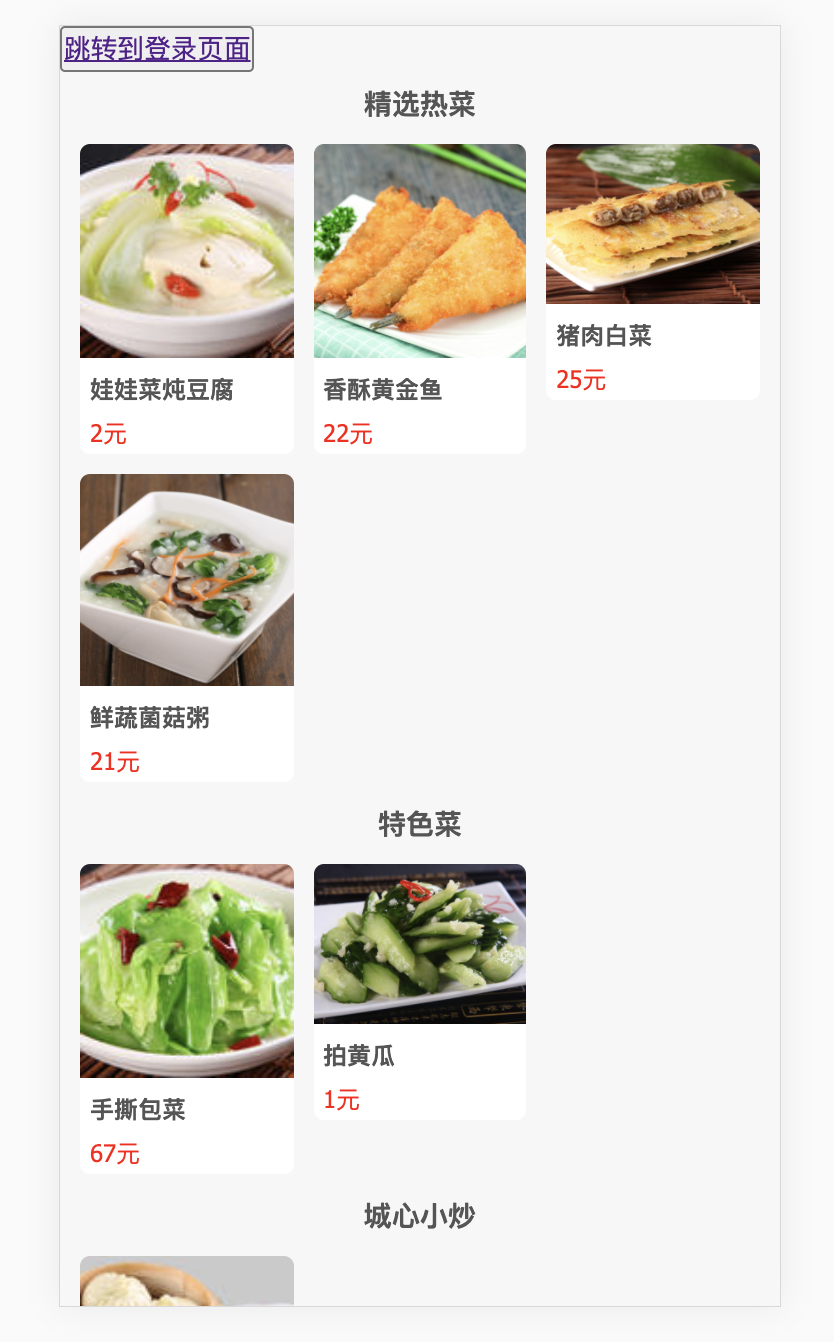 跳转到登录页面
精选热菜
娃娃菜炖豆腐
2元
香酥黄金鱼
22元
猪肉白菜
25元
鲜蔬菌菇粥
21元
特色菜
手撕包菜
67元
拍黄瓜
1元
城心小炒